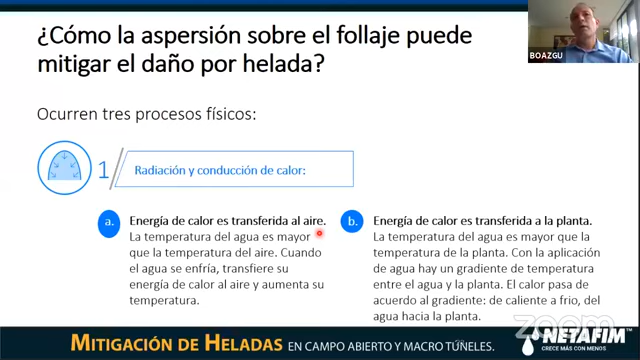 ¿Cómo la aspersión sobre el follaje puede
mitigar el daño por helada?
BOAZGU
Ocurren tres procesos físicos:
1
Radiación y conducción de calor:
a.
Energía de calor es transferida al aire.
La temperatura del agua es mayor
que la temperatura del aire. Cuando
el agua se enfría, transfiere su
energía de calor al aire y aumenta su
temperatura.
b.
Energía de calor es transferida a la planta.
La temperatura del agua es mayor que la
temperatura de la planta. Con la aplicación
de agua hay un gradiente de temperatura
entre el agua y la planta. El calor pasa de
acuerdo al gradiente: de caliente a frio, del
agua hacia la planta.
zoom
MITIGACIÓN DE HELADAS EN CAMPO ABIERTO Y MACRO TÚNELES.
NETAFIM™
CRECE MÁS CON MENOS